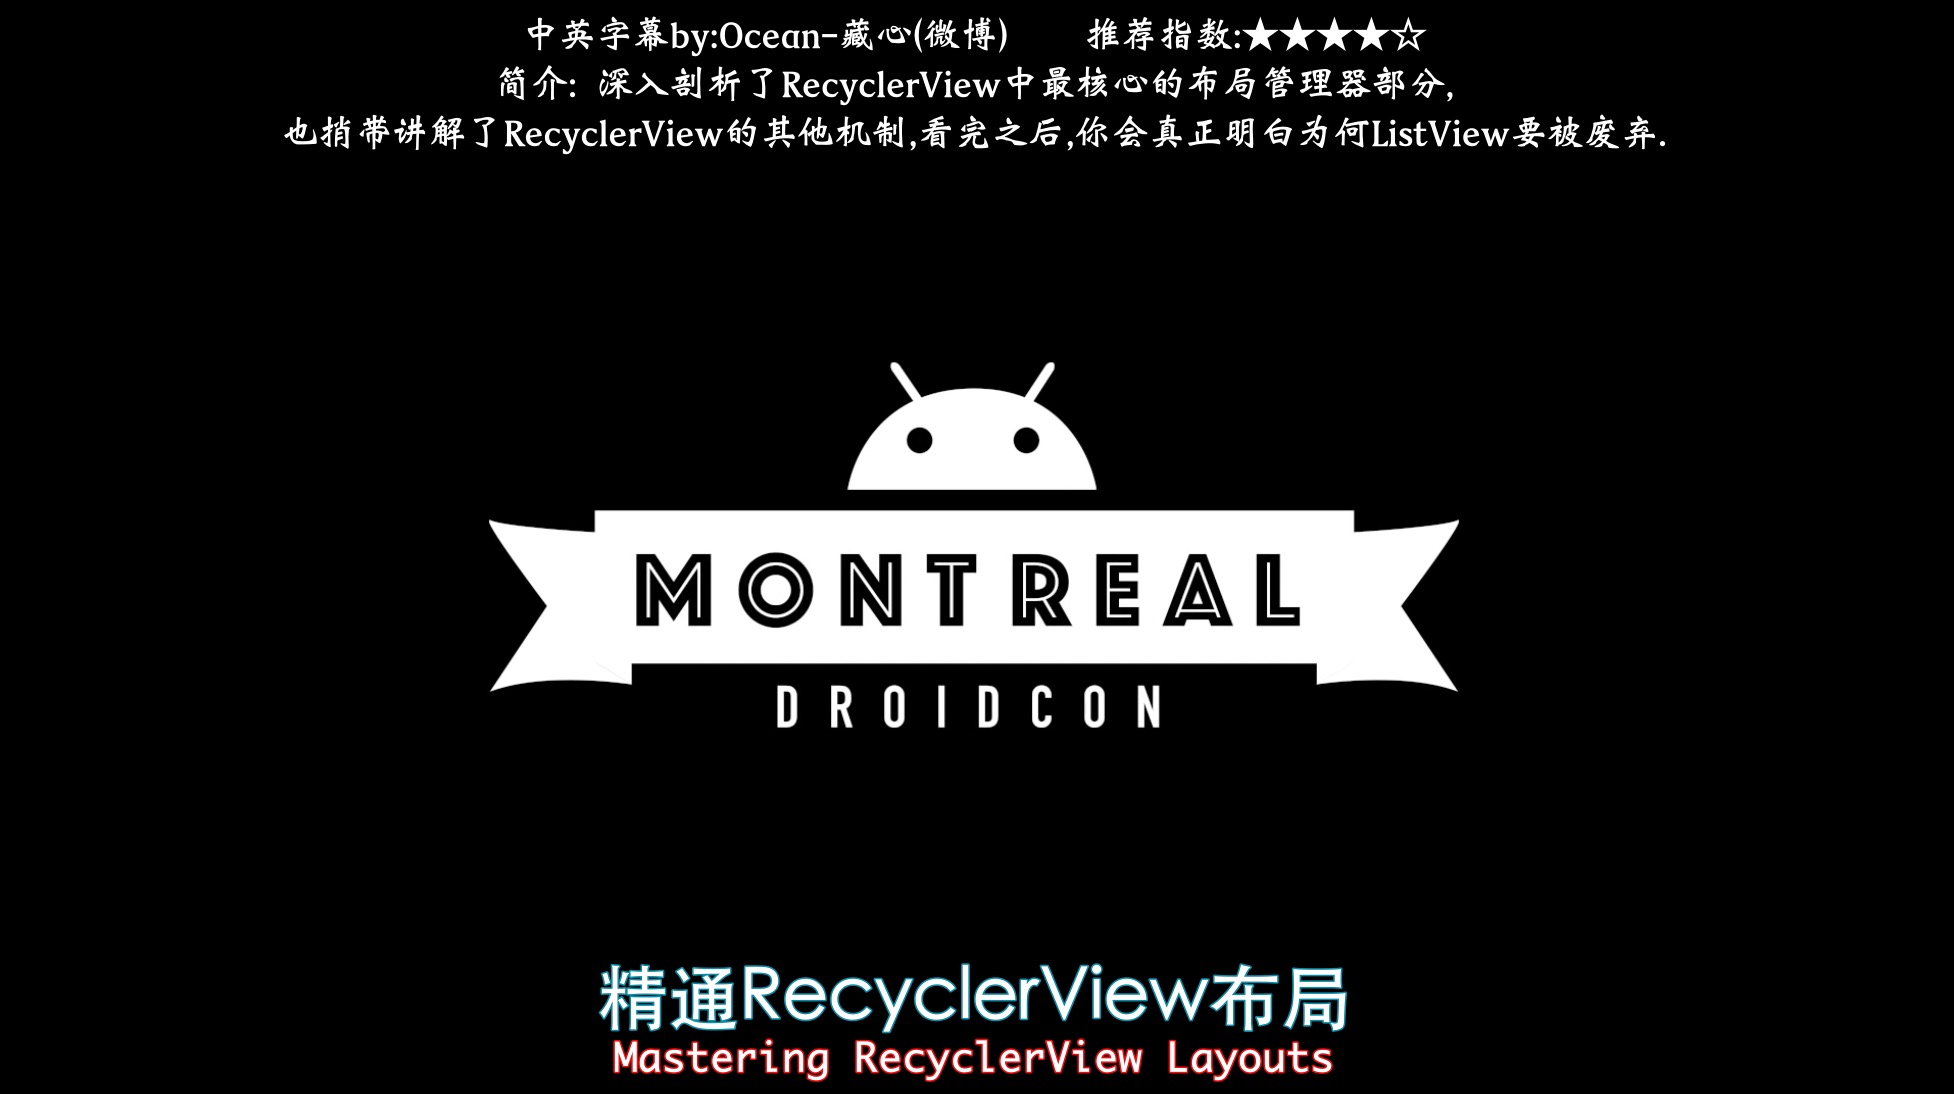 中英字幕by:Ocean-藏心(微博) 推荐指数:★★★★☆
简介: 深入剖析了RecyclerView中最核心的布局管理器部分,
也捎带讲解了RecyclerView的其他机制,看完之后,你会真正明白为何ListView要被废弃.
MONTREAL
DROIDCON
精通RecyclerView布局
Mastering RecyclerView Layouts